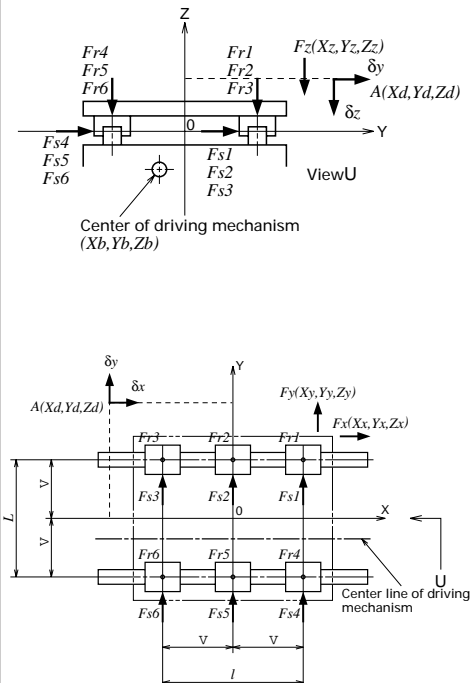 Z
Fr4
Fr5
Fr6
Fr1
Fr2
Fr3
Fz(Xz,Yz,Zz)
δy
A(Xd,Yd,Zd)
δz
0
Y
Fs4
Fs5
Fs6
Fs1
Fs2
Fs3
ViewU
Center of driving mechanism
(Xb,Yb,Zb)
δy
δx
A(Xd,Yd,Zd)
Y
Fy(Xy,Yy,Zy)
Fx(Xx,Yx,Zx)
Fr3
Fr2
Fr1
Fs3
Fs2
Fs1
V
L
0
X
V
Fr6
Fr5
Fr4
U
Center line of driving
mechanism
Fs6
Fs5
Fs4
V
V
l